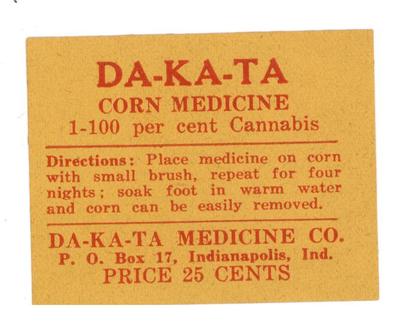 DA-KA-TA
CORN MEDICINE
1-100 per cent Cannabis
Directions: Place medicine on corn
with small brush, repeat for four
nights; soak foot in warm water
and corn can be easily removed.
DA-KA-TA MEDICINE CO.
P. O. Box 17, Indianapolis, Ind.
PRICE 25 CENTS